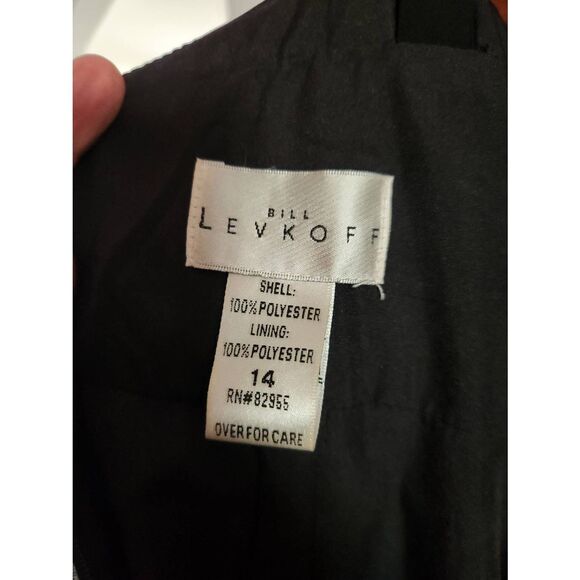 BILL
LEVKOFF
SHELL:
100% POLYESTER
LINING:
100% POLYESTER
14
RN#82955
OVER FOR CARE